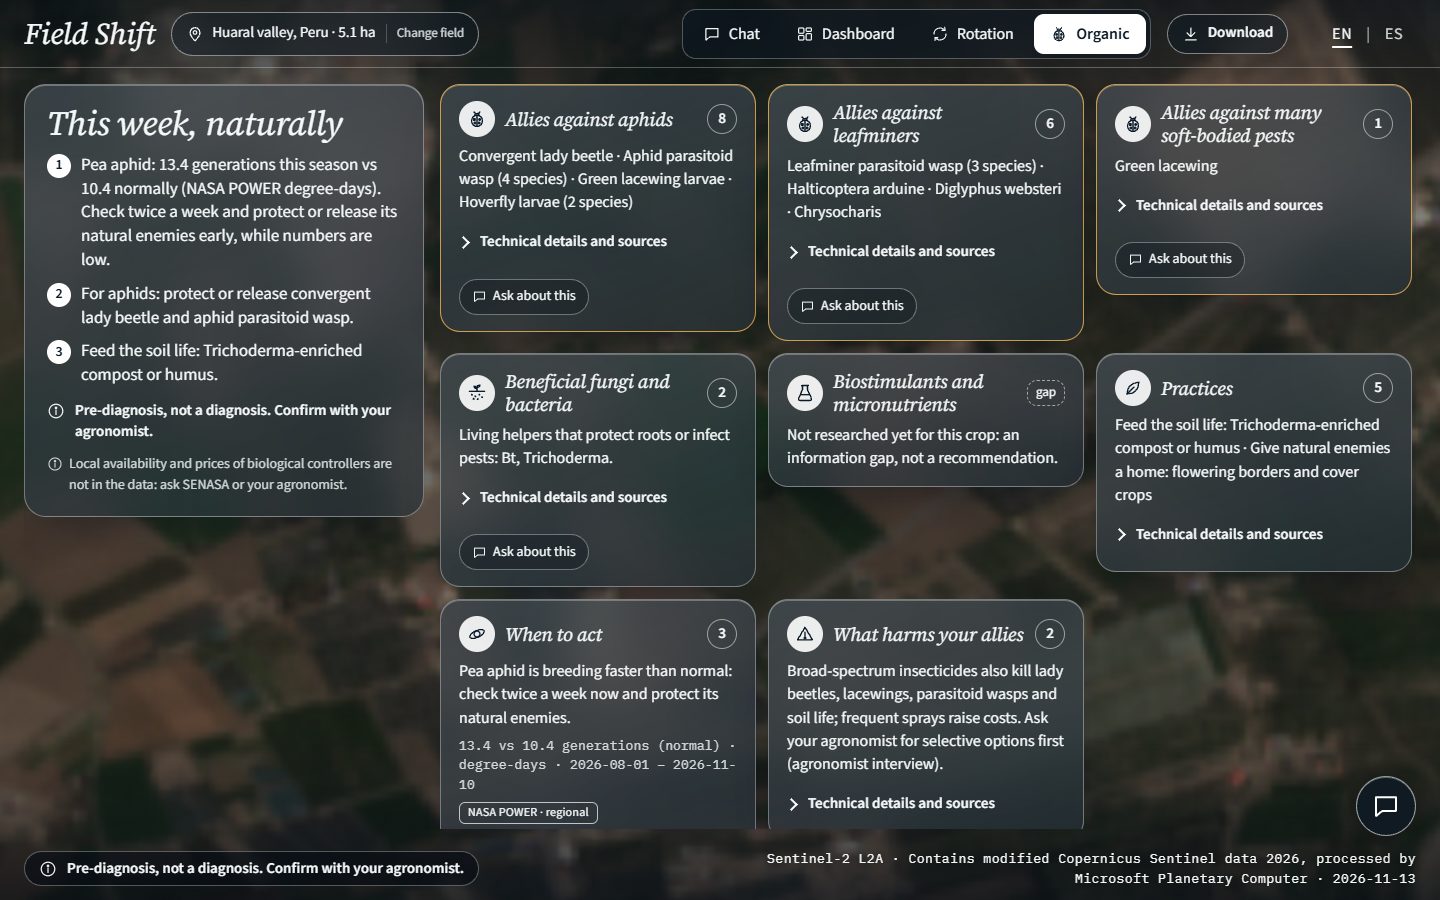 Field Shift
Huaral valley, Peru · 5.1 ha
Change field
Chat
Dashboard
Rotation
Organic
Download
EN | ES
This week, naturally
1
Pea aphid: 13.4 generations this season vs
10.4 normally (NASA POWER degree-days).
Check twice a week and protect or release its
natural enemies early, while numbers are
low.
2
For aphids: protect or release convergent
lady beetle and aphid parasitoid wasp.
3
Feed the soil life: Trichoderma-enriched
compost or humus.
Pre-diagnosis, not a diagnosis. Confirm with your
agronomist.
Local availability and prices of biological controllers are
not in the data: ask SENASA or your agronomist.
Allies against aphids
8
Convergent lady beetle · Aphid parasitoid
wasp (4 species) · Green lacewing larvae ·
Hoverfly larvae (2 species)
Technical details and sources
Ask about this
Allies against
leafminers
6
Leafminer parasitoid wasp (3 species) ·
Halticoptera arduine · Diglyphus websteri
· Chrysocharis
Technical details and sources
Ask about this
Allies against many
soft-bodied pests
1
Green lacewing
Technical details and sources
Ask about this
Beneficial fungi and
bacteria
2
Living helpers that protect roots or infect
pests: Bt, Trichoderma.
Technical details and sources
Ask about this
Biostimulants and
micronutrients
gap
Not researched yet for this crop: an
information gap, not a recommendation.
Practices
5
Feed the soil life: Trichoderma-enriched
compost or humus · Give natural enemies
a home: flowering borders and cover
crops
Technical details and sources
When to act
3
Pea aphid is breeding faster than normal:
check twice a week now and protect its
natural enemies.
13.4 vs 10.4 generations (normal) ·
degree-days · 2026-08-01 – 2026-11-
10
NASA POWER · regional
What harms your allies
2
Broad-spectrum insecticides also kill lady
beetles, lacewings, parasitoid wasps and
soil life; frequent sprays raise costs. Ask
your agronomist for selective options first
(agronomist interview).
Technical details and sources
Pre-diagnosis, not a diagnosis. Confirm with your agronomist.
Sentinel-2 L2A · Contains modified Copernicus Sentinel data 2026, processed by
Microsoft Planetary Computer · 2026-11-13